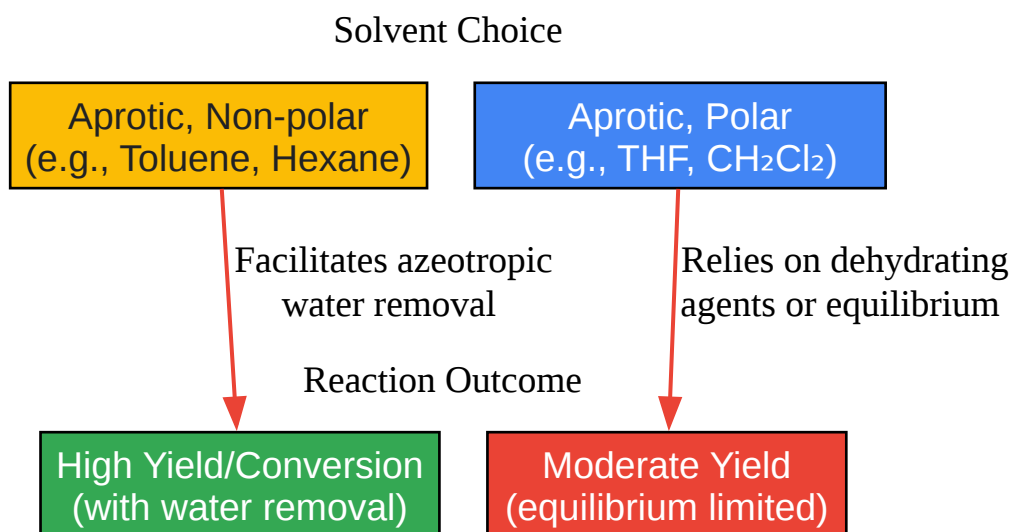 Solvent Choice
Aprotic, Non-polar
(e.g., Toluene, Hexane)
Aprotic, Polar
(e.g., THF, CH₂Cl₂)
Facilitates azeotropic
water removal
Relies on dehydrating
agents or equilibrium
Reaction Outcome
High Yield/Conversion
(with water removal)
Moderate Yield
(equilibrium limited)